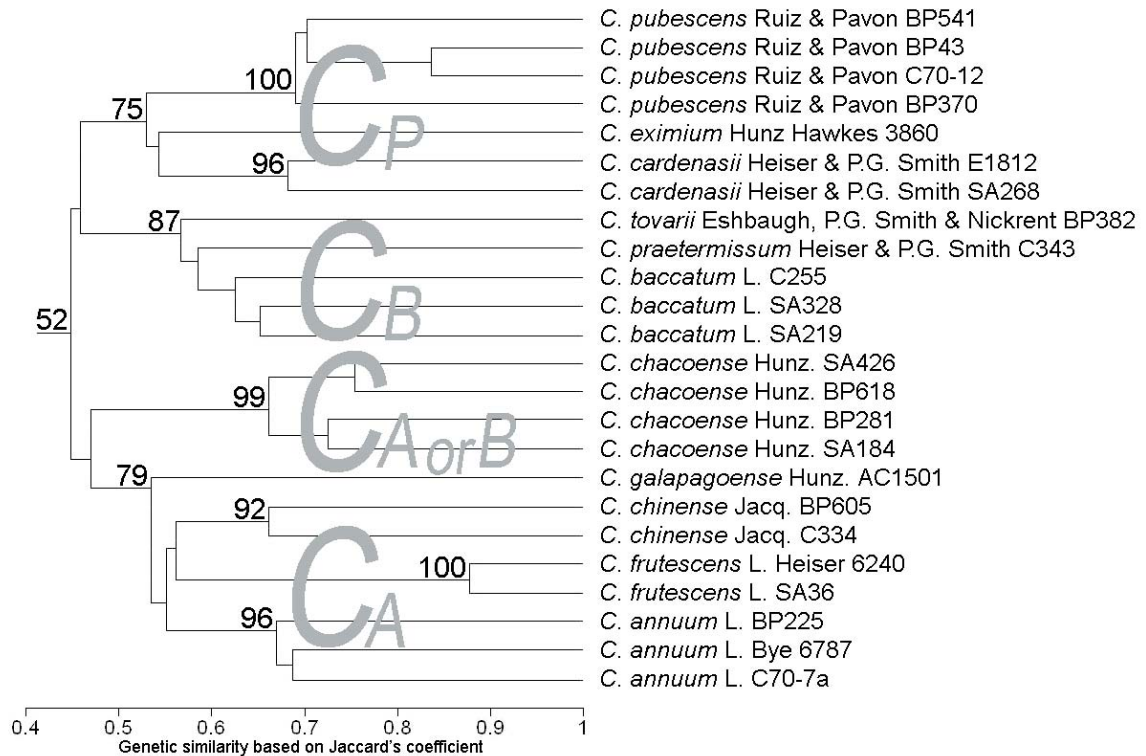 C. pubescens Ruiz & Pavon BP541
C. pubescens Ruiz & Pavon BP43
C. pubescens Ruiz & Pavon C70-12
100
C. pubescens Ruiz & Pavon BP370
75
CP
C. eximium Hunz Hawkes 3860
96
C. cardenasii Heiser & P.G. Smith E1812
C. cardenasii Heiser & P.G. Smith SA268
87
C. tovarii Eshbaugh, P.G. Smith & Nickrent BP382
C. praetermissum Heiser & P.G. Smith C343
CB
C. baccatum L. C255
52
C. baccatum L. SA328
C. baccatum L. SA219
C. chacoense Hunz. SA426
99
C. chacoense Hunz. BP618
CA or B
C. chacoense Hunz. BP281
C. chacoense Hunz. SA184
79
C. galapagoense Hunz. AC1501
92
C. chinense Jacq. BP605
C. chinense Jacq. C334
100
C. frutescens L. Heiser 6240
CA
C. frutescens L. SA36
96
C. annuum L. BP225
C. annuum L. Bye 6787
C. annuum L. C70-7a
0.4 0.5 0.6 0.7 0.8 0.9 1
Genetic similarity based on Jaccard's coefficient